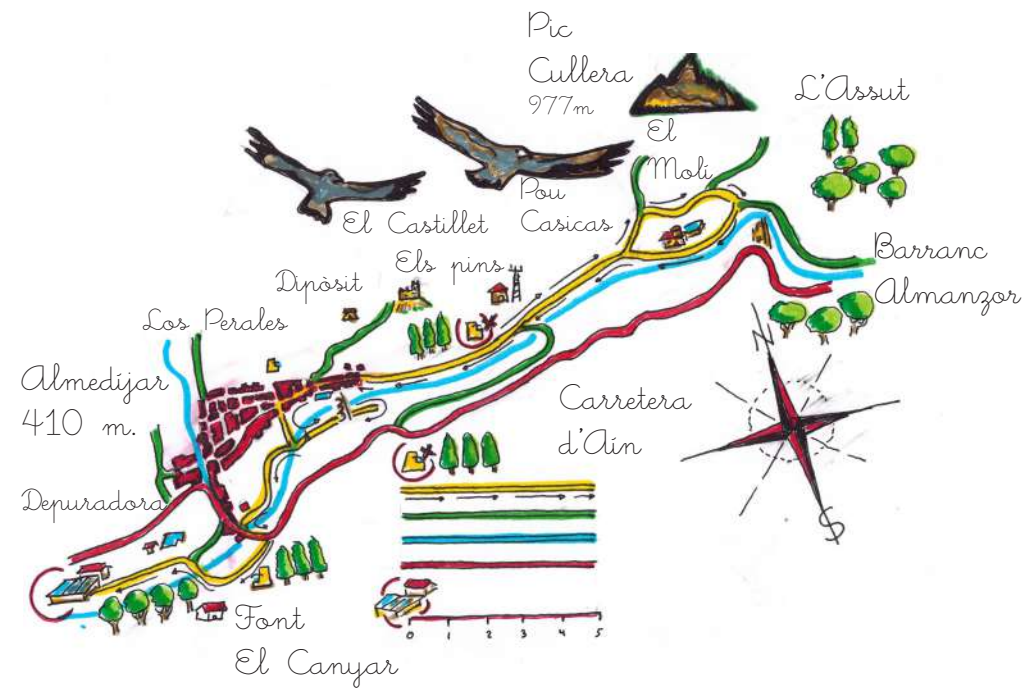 Pic
Cullera
977m
L'Assut
El
Molí
Pou
Casicas
El Castillet
Els pins
Dipòsit
Los Perales
Barranc
Almanzor
Almedíjar
410 m.
N
Carretera
d'Aín
Depuradora
S
Font
El Canyar
0 1 2 3 4 5